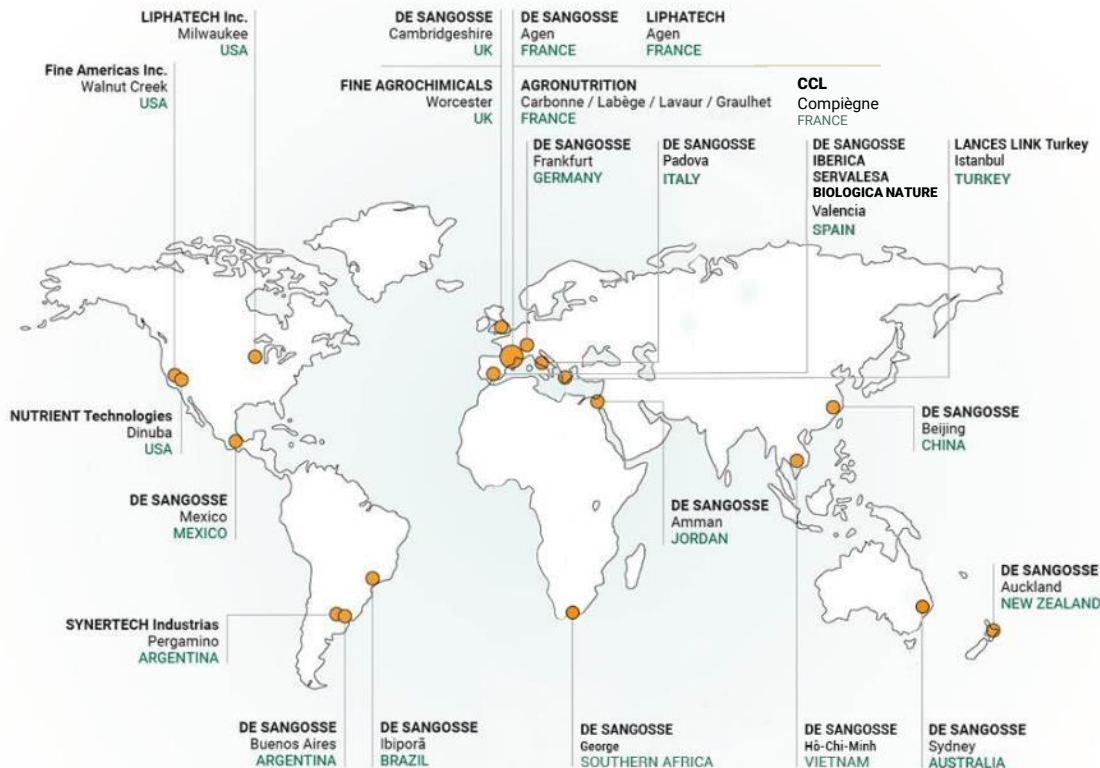 LIPHATECH Inc.
Milwaukee
USA
DE SANGOSSE
Cambridgeshire
UK
DE SANGOSSE
Agen
FRANCE
LIPHATECH
Agen
FRANCE
Fine Americas Inc.
Walnut Creek
USA
FINE AGROCHIMICALS
Worcester
UK
AGRONUTRITION
Carbonne / Labège / Lavaur / Graulhet
FRANCE
CCL
Compiègne
FRANCE
DE SANGOSSE
Frankfurt
GERMANY
DE SANGOSSE
Padova
ITALY
DE SANGOSSE
IBERICA
SERVALESA
BIOLOGICA NATURE
Valencia
SPAIN
LANCES LINK Turkey
Istanbul
TURKEY
NUTRIENT Technologies
Dinuba
USA
DE SANGOSSE
Beijing
CHINA
DE SANGOSSE
Mexico
MEXICO
DE SANGOSSE
Amman
JORDAN
DE SANGOSSE
Auckland
NEW ZEALAND
SYNERTECH Industrias
Pergamino
ARGENTINA
DE SANGOSSE
Buenos Aires
ARGENTINA
DE SANGOSSE
Ibiporã
BRAZIL
DE SANGOSSE
George
SOUTHERN AFRICA
DE SANGOSSE
Hô-Chi-Minh
VIETNAM
DE SANGOSSE
Sydney
AUSTRALIA